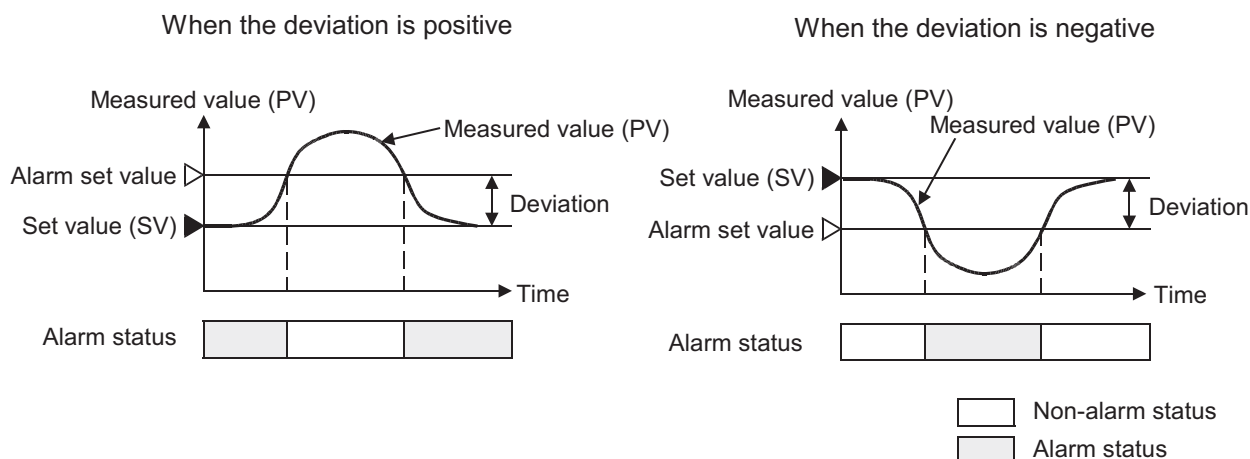 When the deviation is positive
Measured value (PV)
Measured value (PV)
Alarm set value
Deviation
Set value (SV)
Time
Alarm status
When the deviation is negative
Measured value (PV)
Measured value (PV)
Set value (SV)
Deviation
Alarm set value
Time
Alarm status
Non-alarm status
Alarm status